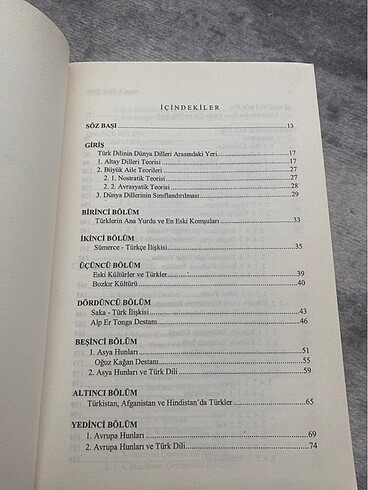 İÇİNDEKİLER
SÖZ BAŞI 13
GİRİŞ
Türk Dilinin Dünya Dilleri Arasındaki Yeri 17
1. Altay Dilleri Teorisi 17
2. Büyük Aile Teorileri 27
2. 1. Nostratik Teorisi 27
2. 2. Avrasyatik Teorisi 28
3. Dünya Dillerinin Sınıflandırılması 29
BİRİNCİ BÖLÜM
Türklerin Ana Yurdu ve En Eski Komşuları 33
İKİNCİ BÖLÜM
Sümerce - Türkçe İlişkisi 35
ÜÇÜNCÜ BÖLÜM
Eski Kültürler ve Türkler 39
Bozkır Kültürü 40
DÖRDÜNCÜ BÖLÜM
Saka - Türk İlişkisi 43
Alp Er Tonga Destanı 46
BEŞİNCİ BÖLÜM
1. Asya Hunları 51
Oğuz Kağan Destanı 55
2. Asya Hunları ve Türk Dili 59
ALTINCI BÖLÜM
Türkistan, Afganistan ve Hindistan'da Türkler 65
YEDİNCİ BÖLÜM
1. Avrupa Hunları 69
2. Avrupa Hunları ve Türk Dili 74